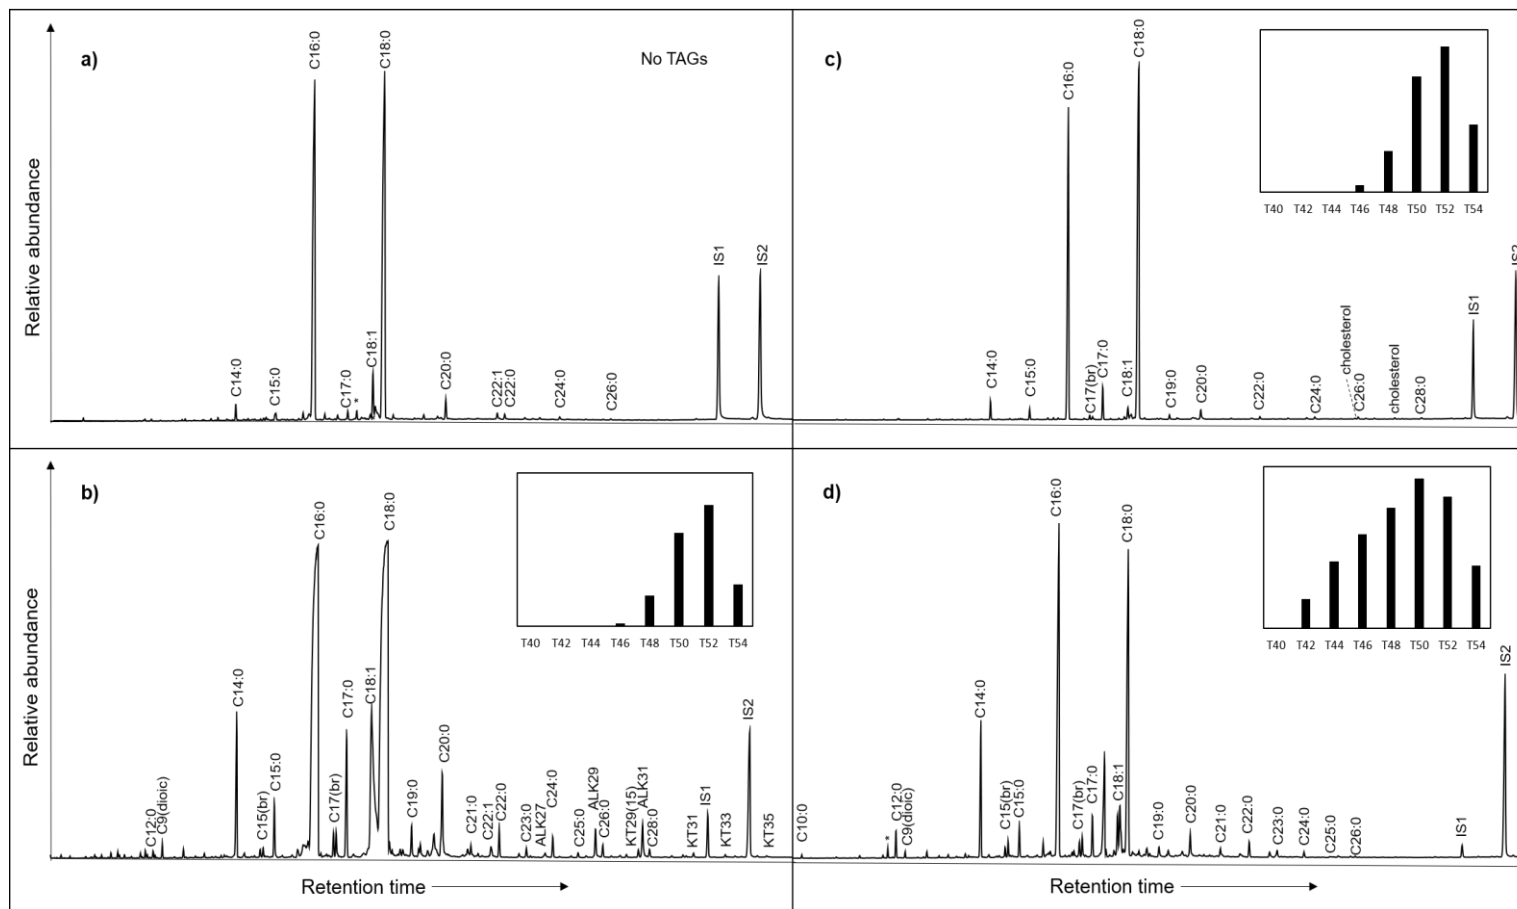 a)
No TAGs
Relative abundance
C14:0
C15:0
C16:0
C17:0
*
C18:1
C18:0
C20:0
C22:1
C22:0
C24:0
C26:0
IS1
IS2
c)
C14:0
C15:0
C16:0
C17(br)
C17:0
C18:1
C18:0
C19:0
C20:0
C22:0
C24:0
cholesterol
C26:0
cholesterol
C28:0
IS1
IS2
T40 T42 T44 T46 T48 T50 T52 T54
b)
Relative abundance
C12:0
C9(dioic)
C14:0
C15(br)
C15:0
C16:0
C17(br)
C17:0
C18:1
C18:0
C19:0
C20:0
C21:0
C22:1
C22:0
C23:0
ALK27
C24:0
C25:0
ALK29
C26:0
KT29(15)
ALK31
C28:0
KT31
IS1
KT33
IS2
KT35
T40 T42 T44 T46 T48 T50 T52 T54
Retention time
d)
C10:0
*
C12:0
C9(dioic)
C14:0
C15(br)
C15:0
C16:0
C17(br)
C17:0
C18:1
C18:0
C19:0
C20:0
C21:0
C22:0
C23:0
C24:0
C25:0
C26:0
IS1
IS2
T40 T42 T44 T46 T48 T50 T52 T54
Retention time